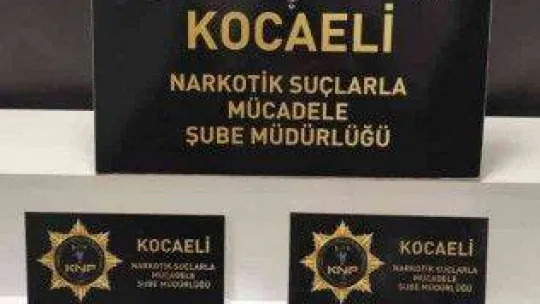 KOCAELİ
NARKOTİK SUÇLARLA
MÜCADELE
ŞUBE MÜDÜRLÜĞÜ
KNP
KOCAELİ
NARKOTİK SUÇLARLA
MÜCADELE
ŞUBE MÜDÜRLÜĞÜ
KNP
KOCAELİ
NARKOTİK SUÇLARLA
MÜCADELE
ŞUBE MÜDÜRLÜĞÜ